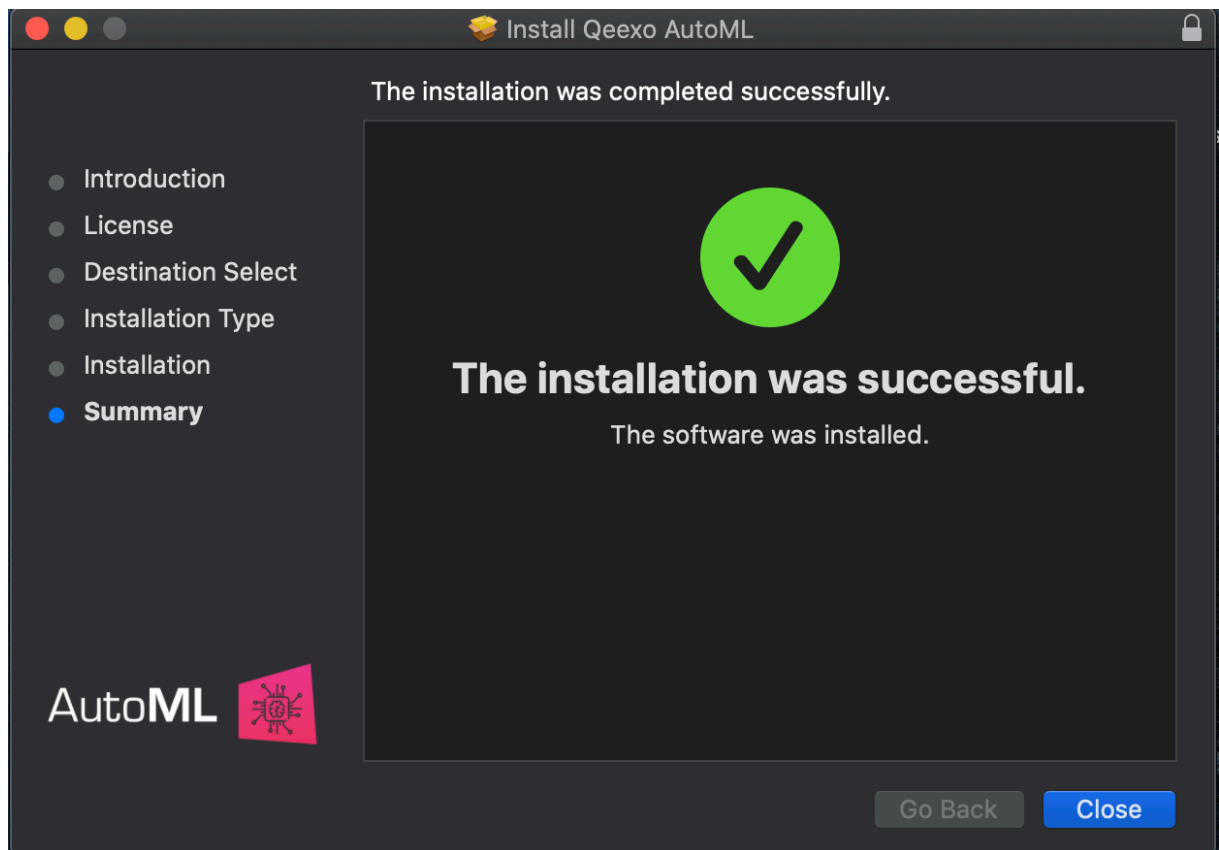 Install Qeexo AutoML
The installation was completed successfully.
Introduction
License
Destination Select
Installation Type
Installation
Summary
The installation was successful.
The software was installed.
AutoML
Go Back
Close